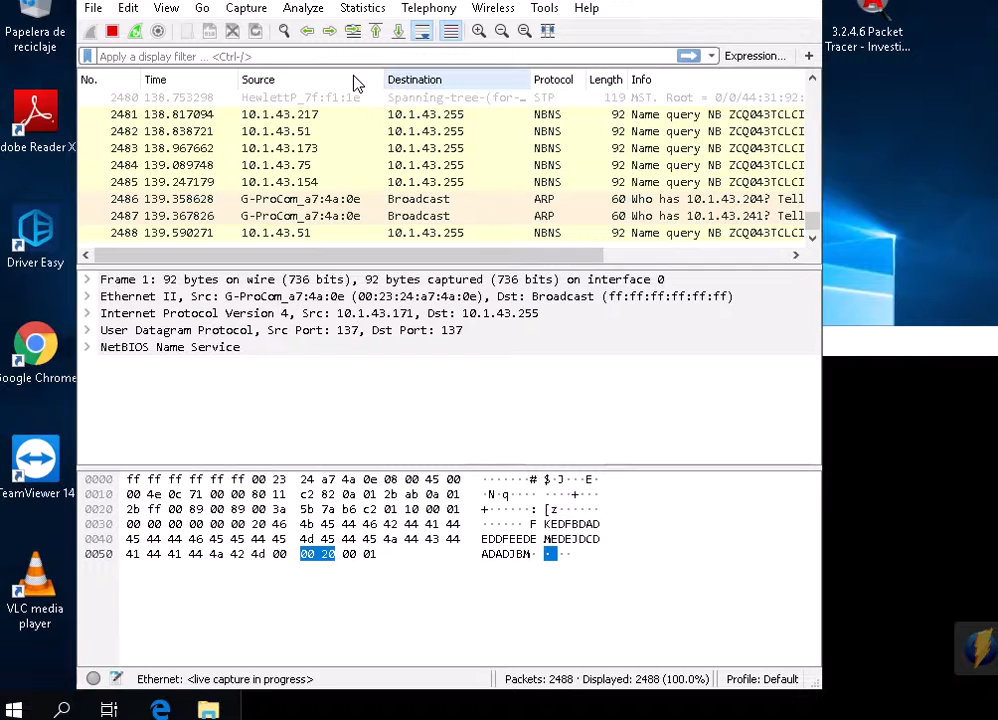 File Edit View Go Capture Analyze Statistics Telephony Wireless Tools Help
Apply a display filter ... <Ctrl-/> Expression... +
No. Time Source Destination Protocol Length Info
2480 138.753298 HewlettP_7f:f1:1e Spanning-tree-(for-… STP 119 MST. Root = 0/0/44:31:92:
2481 138.817094 10.1.43.217 10.1.43.255 NBNS 92 Name query NB ZCQ043TCLCI
2482 138.838721 10.1.43.51 10.1.43.255 NBNS 92 Name query NB ZCQ043TCLCI
2483 138.967662 10.1.43.173 10.1.43.255 NBNS 92 Name query NB ZCQ043TCLCI
2484 139.089748 10.1.43.75 10.1.43.255 NBNS 92 Name query NB ZCQ043TCLCI
2485 139.247179 10.1.43.154 10.1.43.255 NBNS 92 Name query NB ZCQ043TCLCI
2486 139.358628 G-ProCom_a7:4a:0e Broadcast ARP 60 Who has 10.1.43.204? Tell
2487 139.367826 G-ProCom_a7:4a:0e Broadcast ARP 60 Who has 10.1.43.241? Tell
2488 139.590271 10.1.43.51 10.1.43.255 NBNS 92 Name query NB ZCQ043TCLCI
Frame 1: 92 bytes on wire (736 bits), 92 bytes captured (736 bits) on interface 0
Ethernet II, Src: G-ProCom_a7:4a:0e (00:23:24:a7:4a:0e), Dst: Broadcast (ff:ff:ff:ff:ff:ff)
Internet Protocol Version 4, Src: 10.1.43.171, Dst: 10.1.43.255
User Datagram Protocol, Src Port: 137, Dst Port: 137
NetBIOS Name Service
0000 ff ff ff ff ff ff 00 23 24 a7 4a 0e 08 00 45 00 ·······# $·J···E·
0010 00 4e 0c 71 00 00 80 11 c2 82 0a 01 2b ab 0a 01 ·N·q···· ····+···
0020 2b ff 00 89 00 89 00 3a 5b 7a b6 c2 01 10 00 01 +······: [z······
0030 00 00 00 00 00 00 20 46 4b 45 44 46 42 44 41 44 ······ F KEDFBDAD
0040 45 44 44 46 45 45 44 45 4d 45 44 45 4a 44 43 44 EDDFEEDE MEDEJDCD
0050 41 44 41 44 4a 42 4d 00 00 20 00 01 ADADJBM· · ··
Ethernet: <live capture in progress> Packets: 2488 · Displayed: 2488 (100.0%) Profile: Default
Papelera de
reciclaje
dobe Reader X
Driver Easy
Google Chrome
TeamViewer 14
VLC media
player
3.2.4.6 Packet
Tracer - Investi...